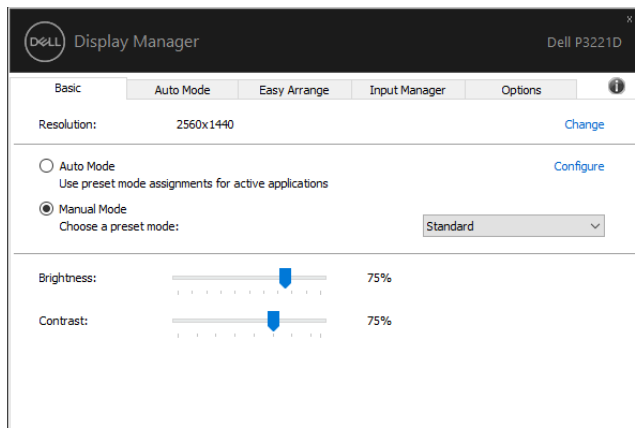 x
DELL Display Manager Dell P3221D
Basic Auto Mode Easy Arrange Input Manager Options i
Resolution: 2560x1440 Change
Auto Mode Configure
Use preset mode assignments for active applications
Manual Mode
Choose a preset mode: Standard
Brightness: 75%
Contrast: 75%